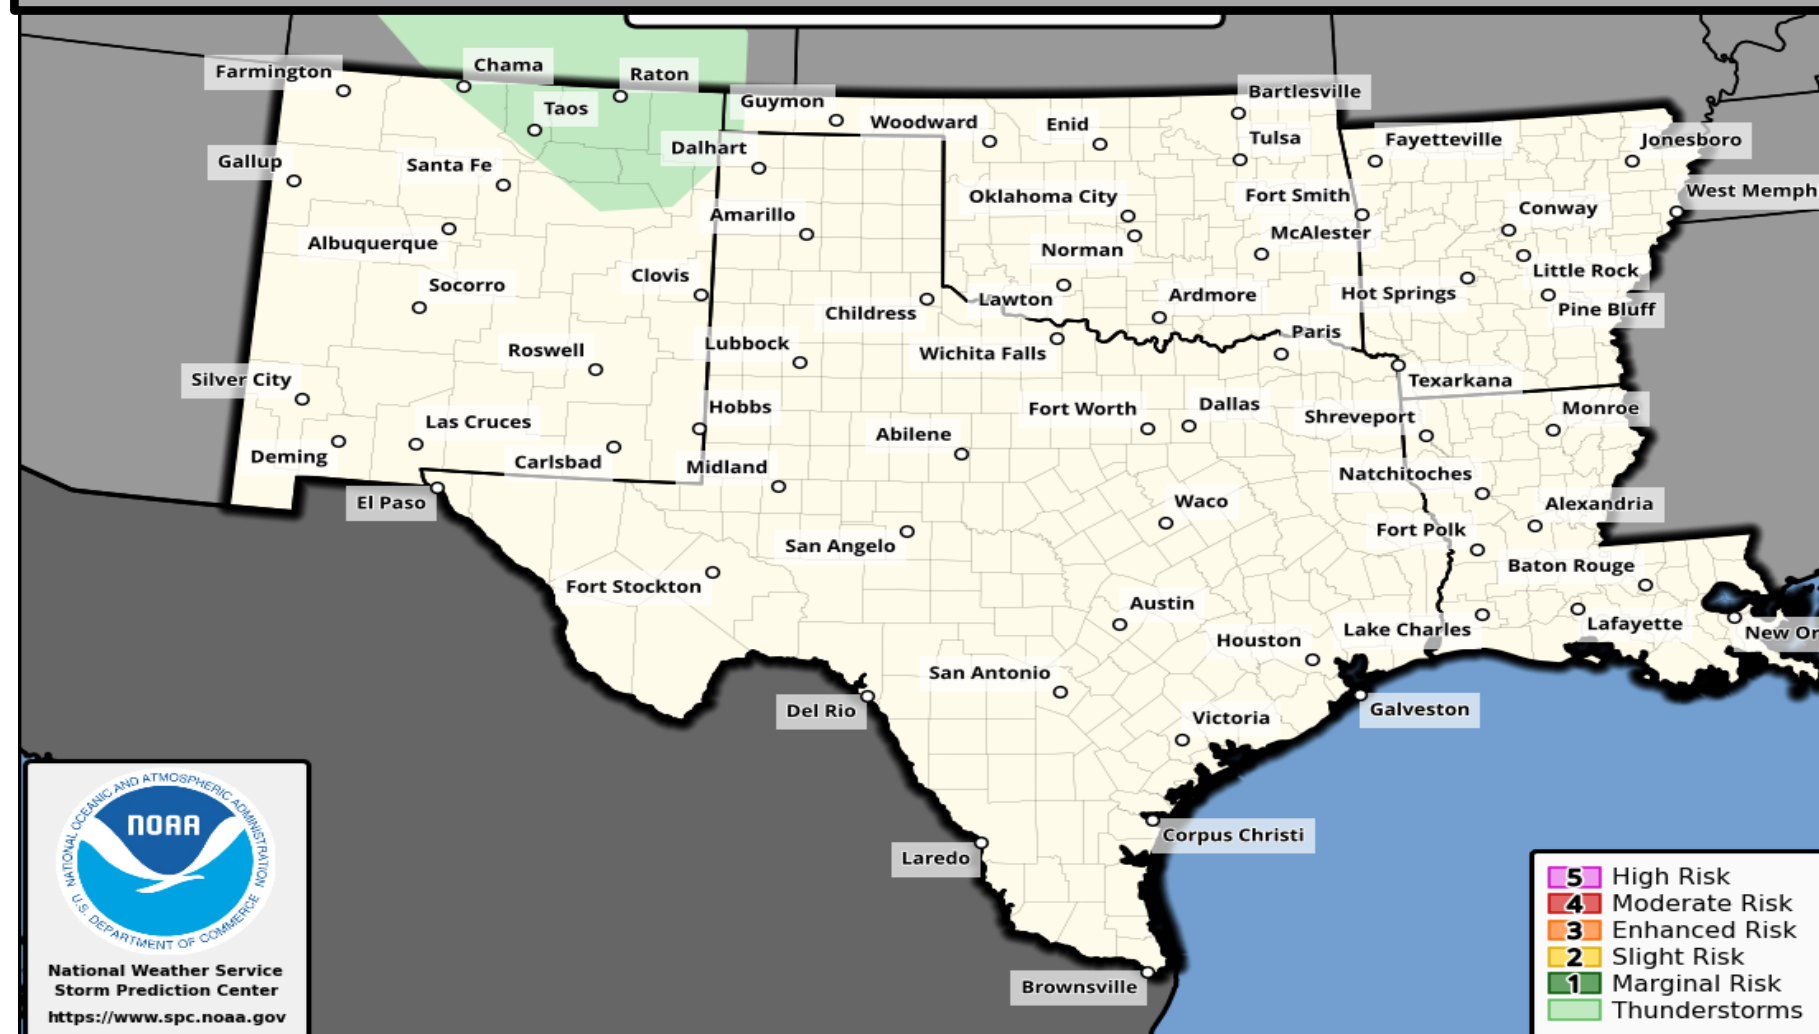 Chama
Farmington
Raton
Taos
Guymon
Bartlesville
Woodward
Enid
Tulsa
Fayetteville
Jonesboro
Gallup
Santa Fe
Dalhart
Oklahoma City
Fort Smith
West Memph
Conway
Amarillo
Albuquerque
Norman
McAlester
Little Rock
Clovis
Socorro
Lawton
Ardmore
Hot Springs
Pine Bluff
Childress
Paris
Roswell
Lubbock
Wichita Falls
Silver City
Texarkana
Hobbs
Fort Worth
Dallas
Shreveport
Monroe
Las Cruces
Abilene
Deming
Carlsbad
Midland
Natchitoches
El Paso
Waco
Alexandria
San Angelo
Fort Polk
Fort Stockton
Baton Rouge
Austin
Houston
Lake Charles
Lafayette
New Or
San Antonio
Del Rio
Victoria
Galveston
Corpus Christi
Laredo
Brownsville
NATIONAL OCEANIC AND ATMOSPHERIC ADMINISTRATION
NOAA
U.S. DEPARTMENT OF COMMERCE
National Weather Service
Storm Prediction Center
https://www.spc.noaa.gov
5 High Risk
4 Moderate Risk
3 Enhanced Risk
2 Slight Risk
1 Marginal Risk
Thunderstorms